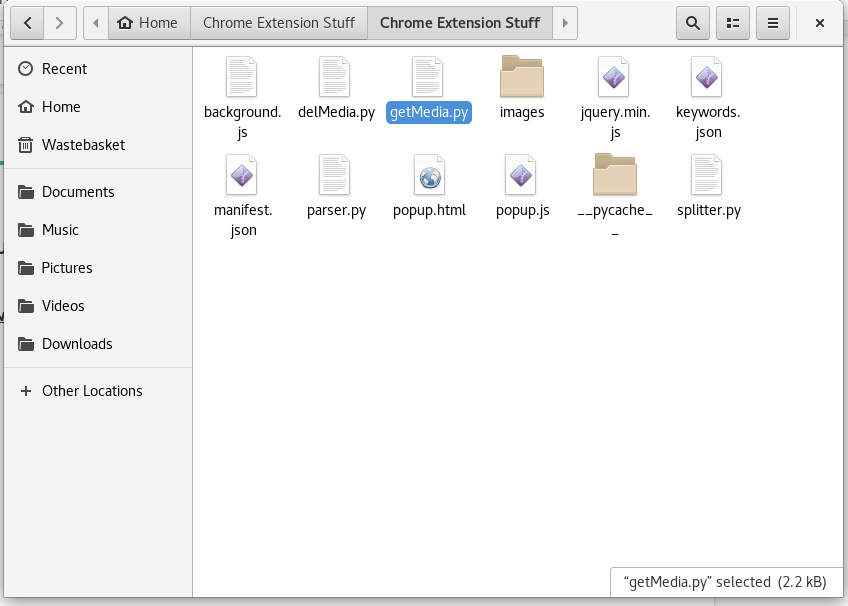 Home
Chrome Extension Stuff
Chrome Extension Stuff
Recent
Home
Wastebasket
Documents
Music
Pictures
Videos
Downloads
Other Locations
background.
js
delMedia.py
getMedia.py
images
jquery.min.
js
keywords.
json
manifest.
json
parser.py
popup.html
popup.js
__pycache_
_
splitter.py
“getMedia.py” selected (2.2 kB)